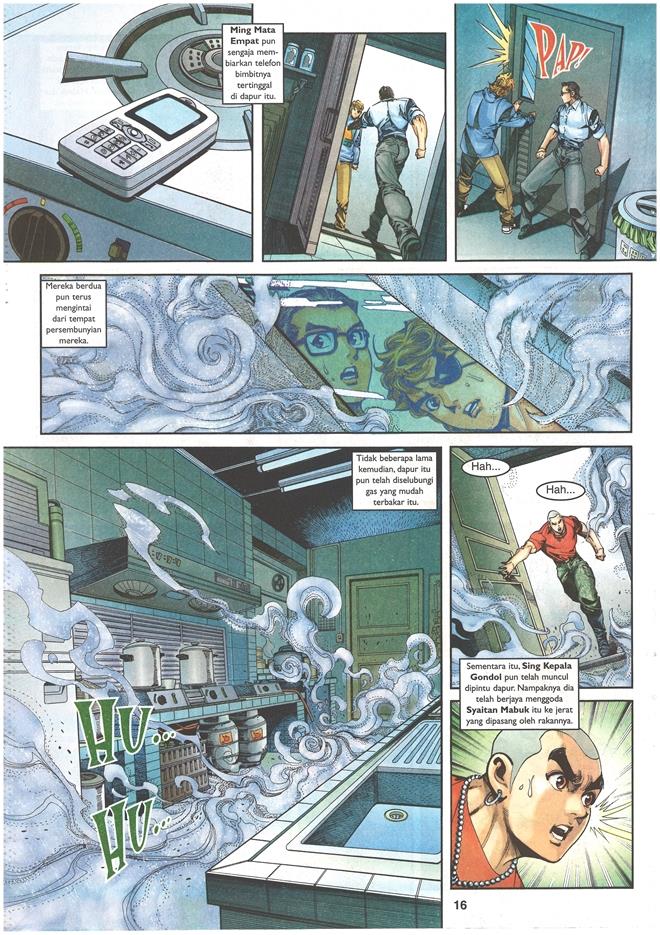 Ming Mata
Empat pun
sengaja mem-
biarkan telefon
bimbitnya
tertinggal
di dapur itu.
PAP!
Mereka berdua
pun terus
mengintai
dari tempat
persembunyian
mereka.
Tidak beberapa lama
kemudian, dapur itu
pun telah diselubungi
gas yang mudah
terbakar itu.
HU...
HU...
Hah...
Hah...
Sementara itu, Sing Kepala
Gondol pun telah muncul
dipintu dapur. Nampaknya dia
telah berjaya menggoda
Syaitan Mabuk itu ke jerat
yang dipasang oleh rakannya.
16